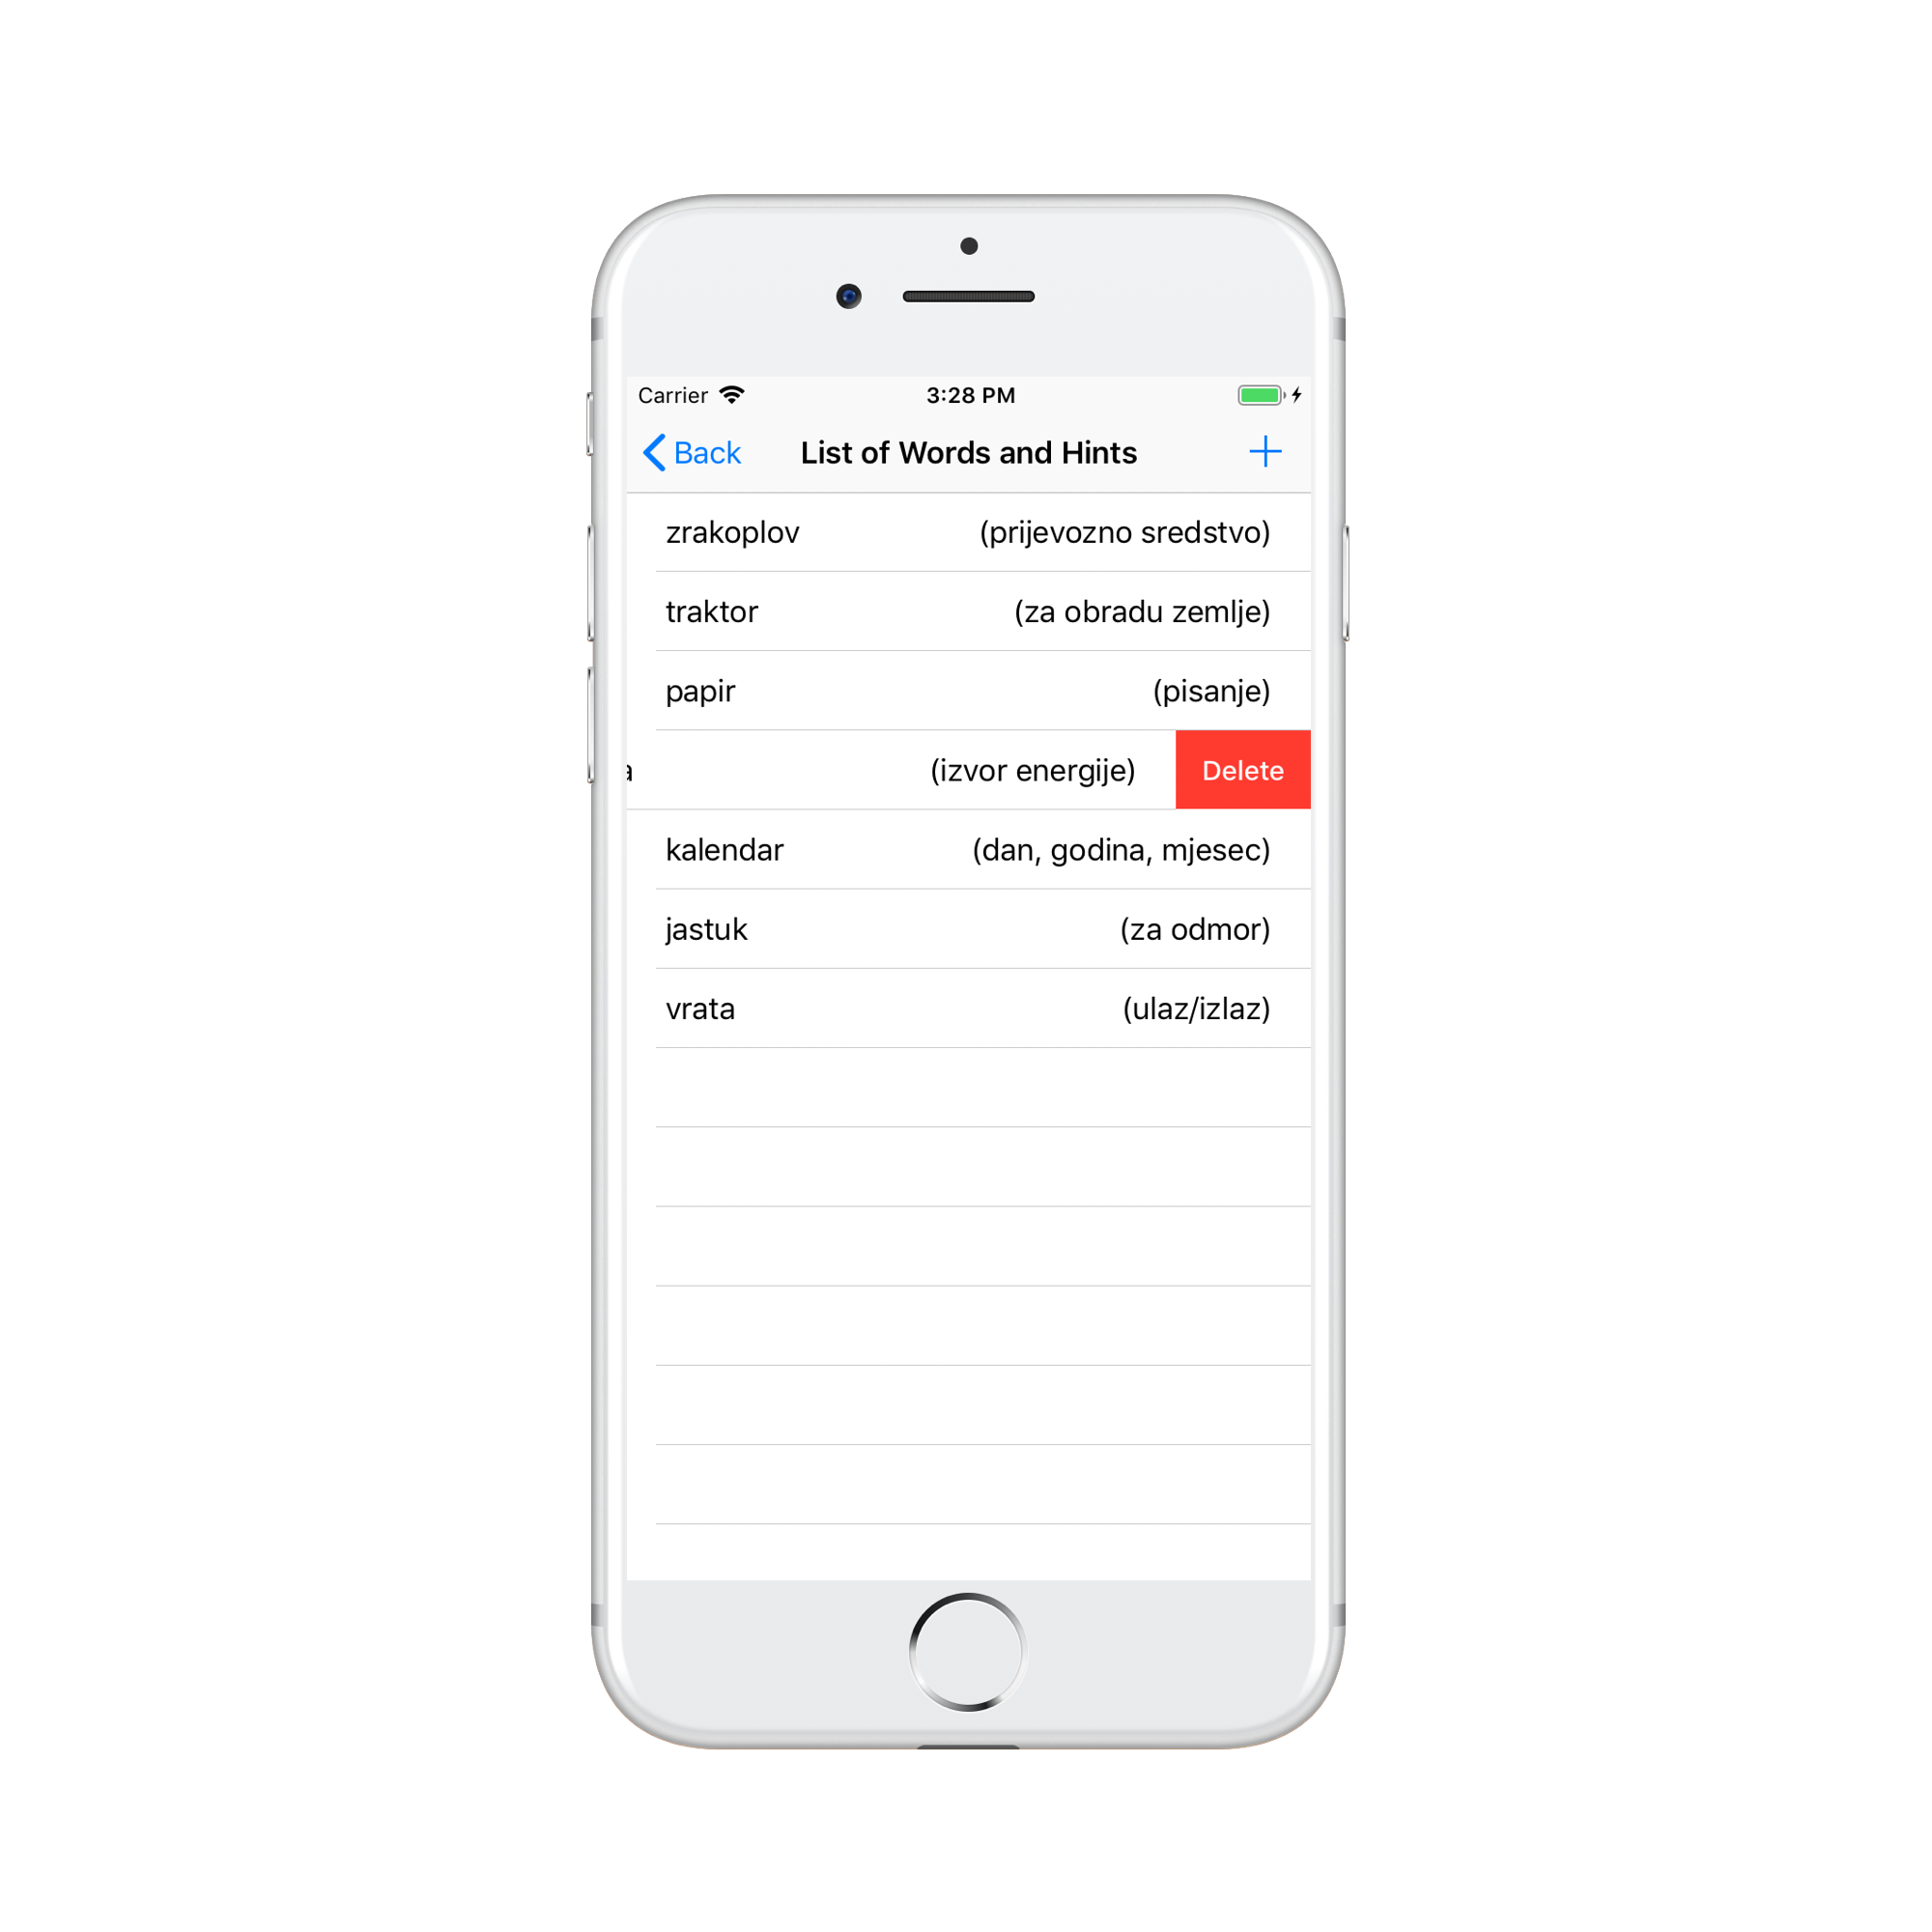 Carrier 3:28 PM
Back List of Words and Hints +
zrakoplov (prijevozno sredstvo)
traktor (za obradu zemlje)
papir (pisanje)
(izvor energije) Delete
kalendar (dan, godina, mjesec)
jastuk (za odmor)
vrata (ulaz/izlaz)